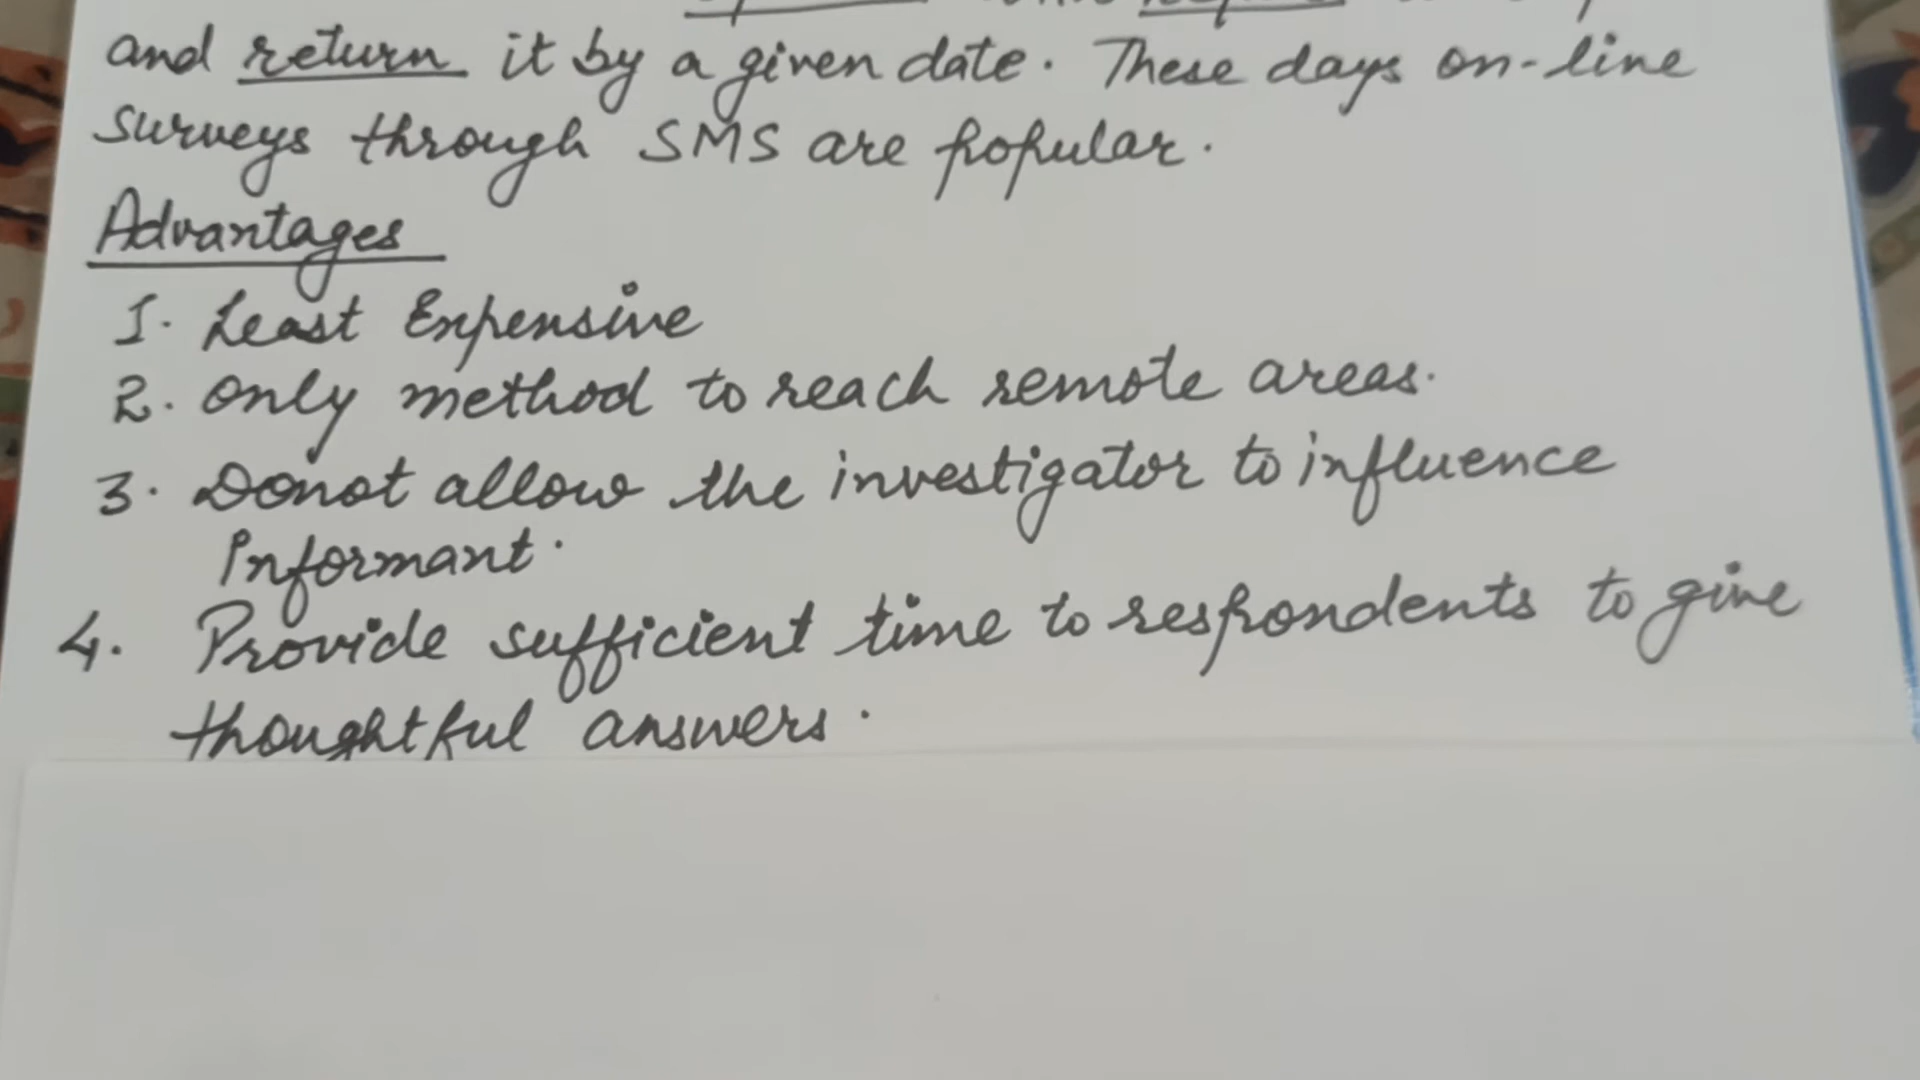 and return it by a given date. These days on-line
surveys through SMS are popular.
Advantages
1. Least Expensive
2. Only method to reach remote areas.
3. Donot allow the investigator to influence
Informant.
4. Provide sufficient time to respondents to give
thoughtful answers.